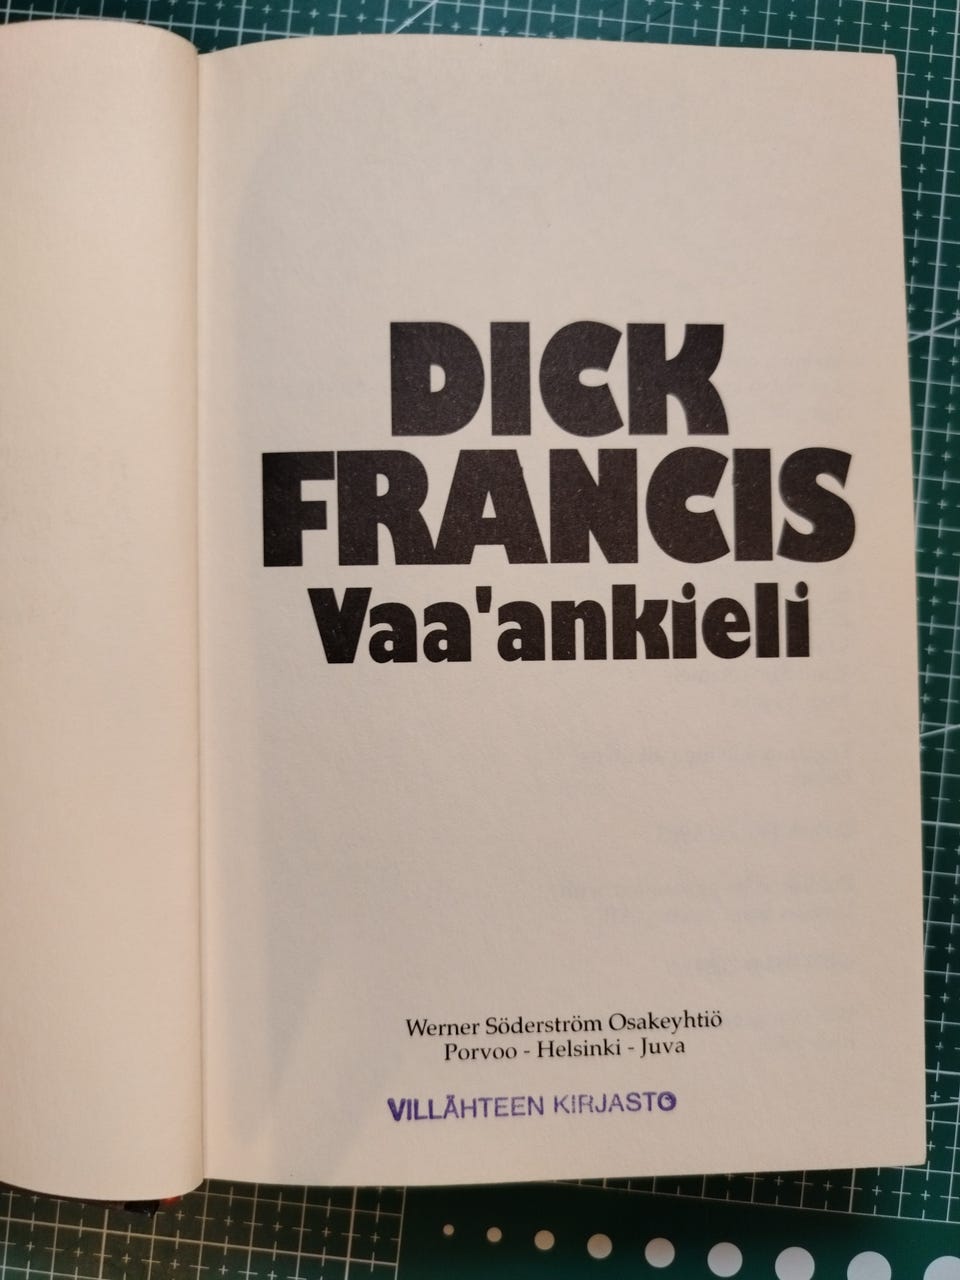 DICK
FRANCIS
Vaa'ankieli
Werner Söderström Osakeyhtiö
Porvoo - Helsinki - Juva
VILLÄHTEEN KIRJASTO